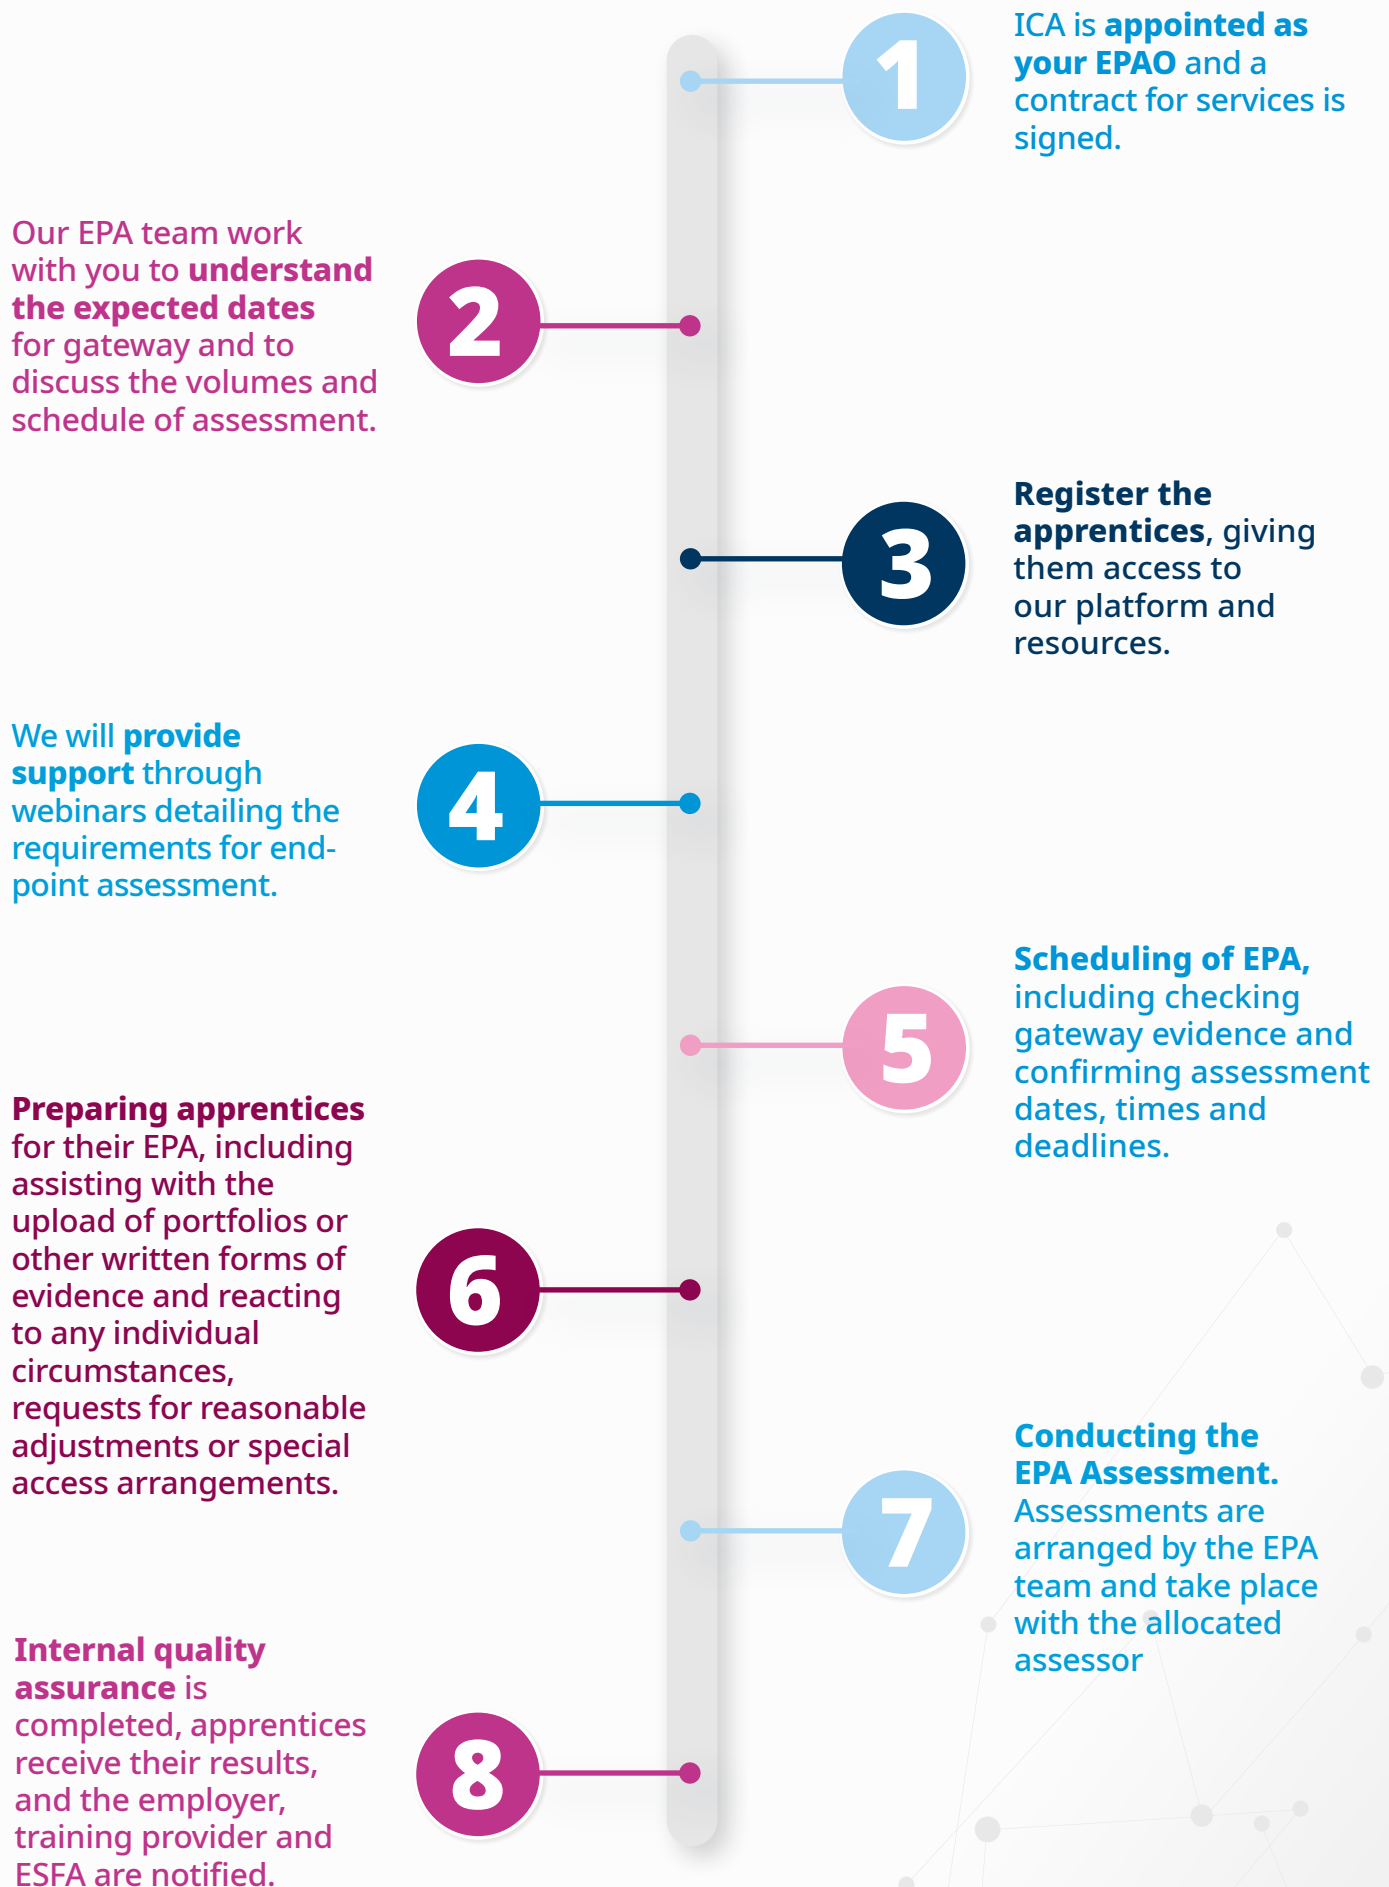 1
ICA is appointed as
your EPAO and a
contract for services is
signed.
Our EPA team work
with you to understand
the expected dates
for gateway and to
discuss the volumes and
schedule of assessment.
2
3
Register the
apprentices, giving
them access to
our platform and
resources.
We will provide
support through
webinars detailing the
requirements for end-
point assessment.
4
5
Scheduling of EPA,
including checking
gateway evidence and
confirming assessment
dates, times and
deadlines.
Preparing apprentices
for their EPA, including
assisting with the
upload of portfolios or
other written forms of
evidence and reacting
to any individual
circumstances,
requests for reasonable
adjustments or special
access arrangements.
6
7
Conducting the
EPA Assessment.
Assessments are
arranged by the EPA
team and take place
with the allocated
assessor
Internal quality
assurance is
completed, apprentices
receive their results,
and the employer,
training provider and
ESFA are notified.
8